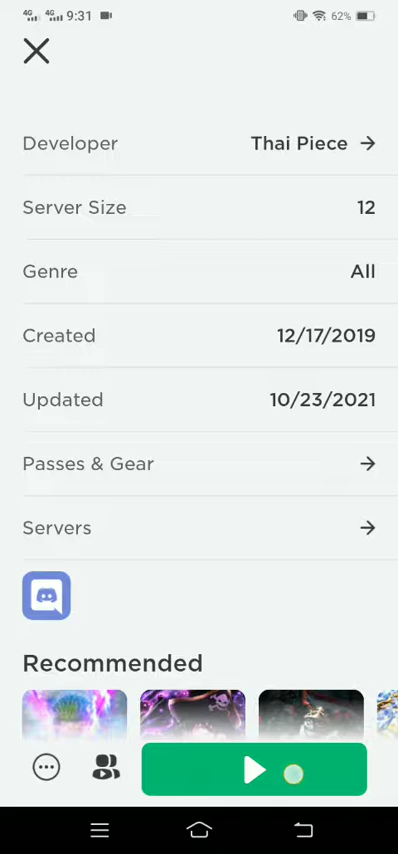 4G 4G 9:31 62%
Developer Thai Piece →
Server Size 12
Genre All
Created 12/17/2019
Updated 10/23/2021
Passes & Gear →
Servers →
Recommended